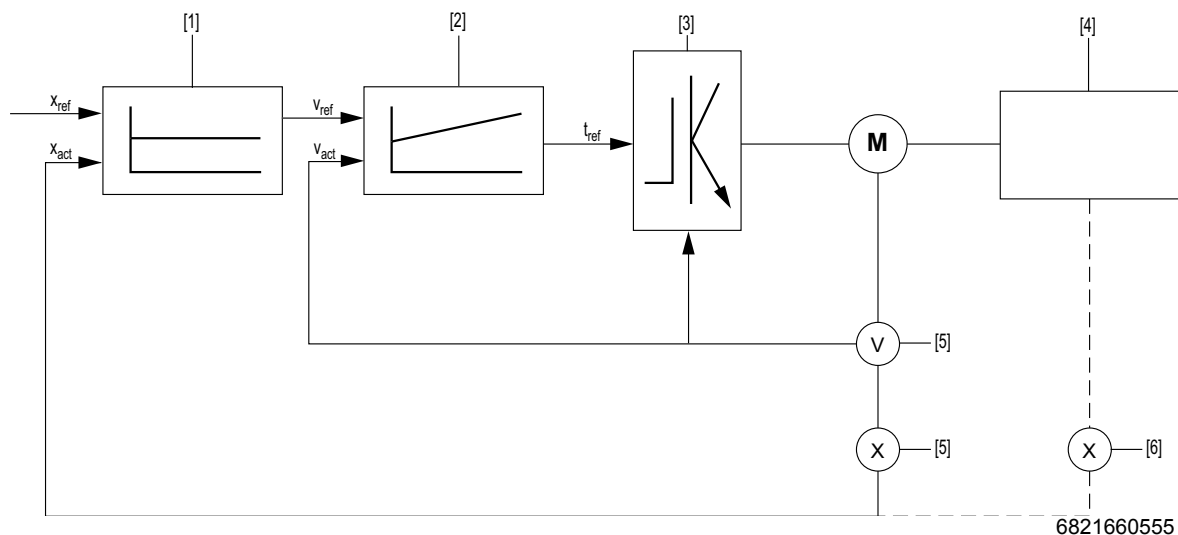 [1]
[2]
[3]
[4]
x_ref
x_act
v_ref
v_act
t_ref
M
V
[5]
X
[5]
X
[6]
6821660555